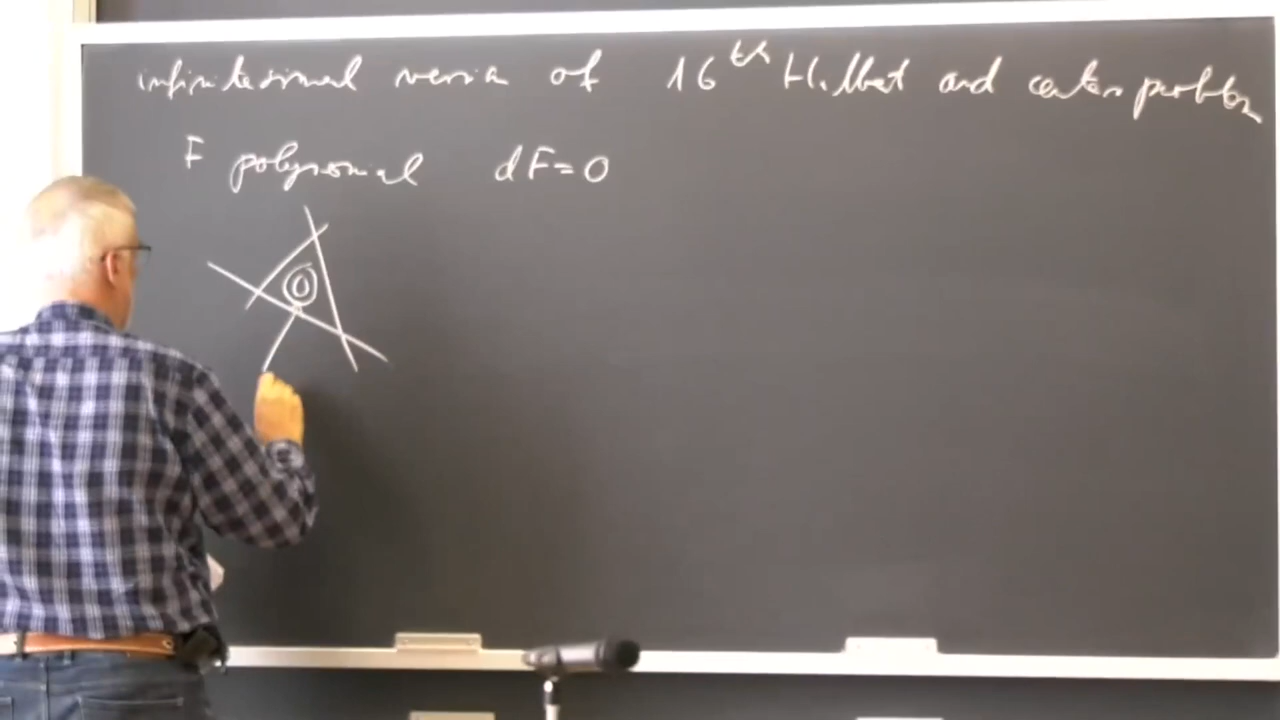 infinitesimal version of 16th Hilbert and center problem
F polynomial dF=0